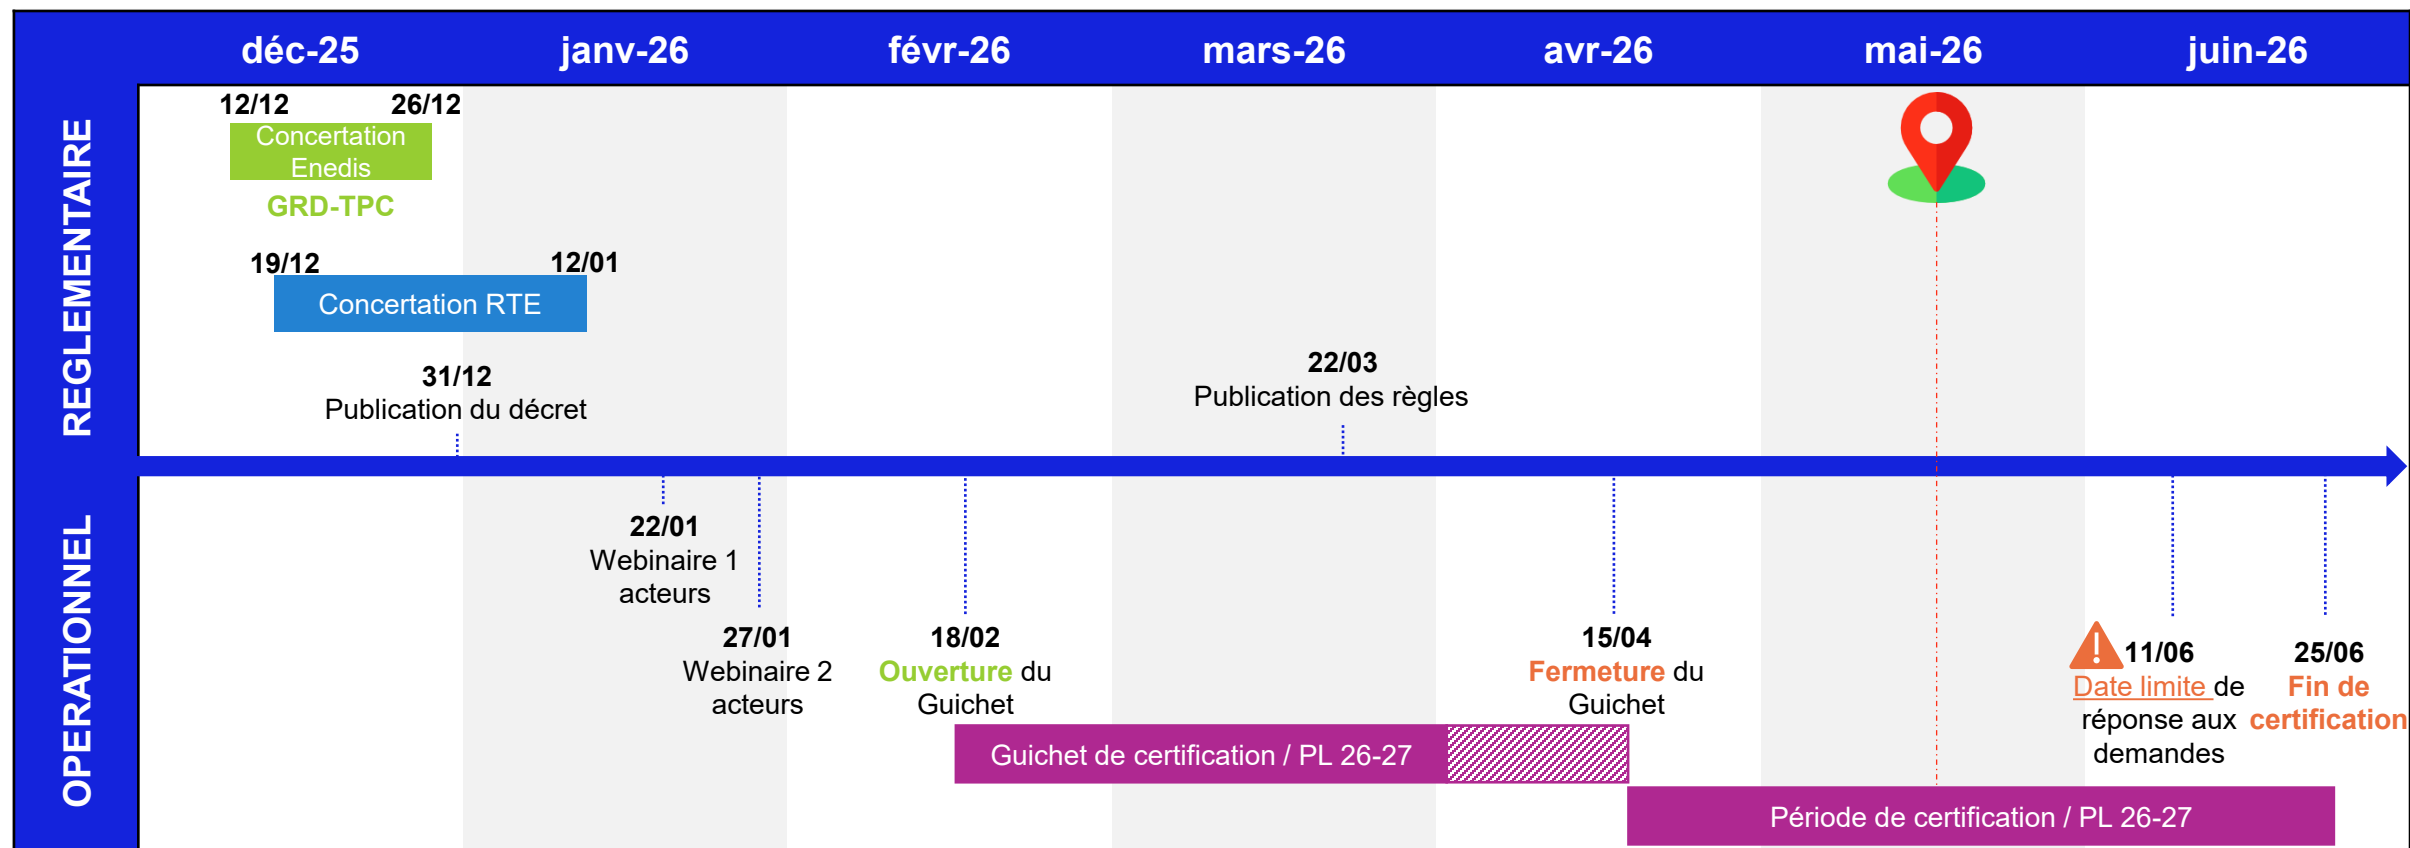 déc-25
janv-26
févr-26
mars-26
avr-26
mai-26
juin-26
REGLEMENTAIRE
12/12
26/12
Concertation
Enedis
GRD-TPC
19/12
12/01
Concertation RTE
31/12
Publication du décret
22/03
Publication des règles
OPERATIONNEL
22/01
Webinaire 1
acteurs
27/01
Webinaire 2
acteurs
18/02
Ouverture du
Guichet
15/04
Fermeture du
Guichet
11/06
Date limite de
réponse aux
demandes
25/06
Fin de
certification
Guichet de certification / PL 26-27
Période de certification / PL 26-27